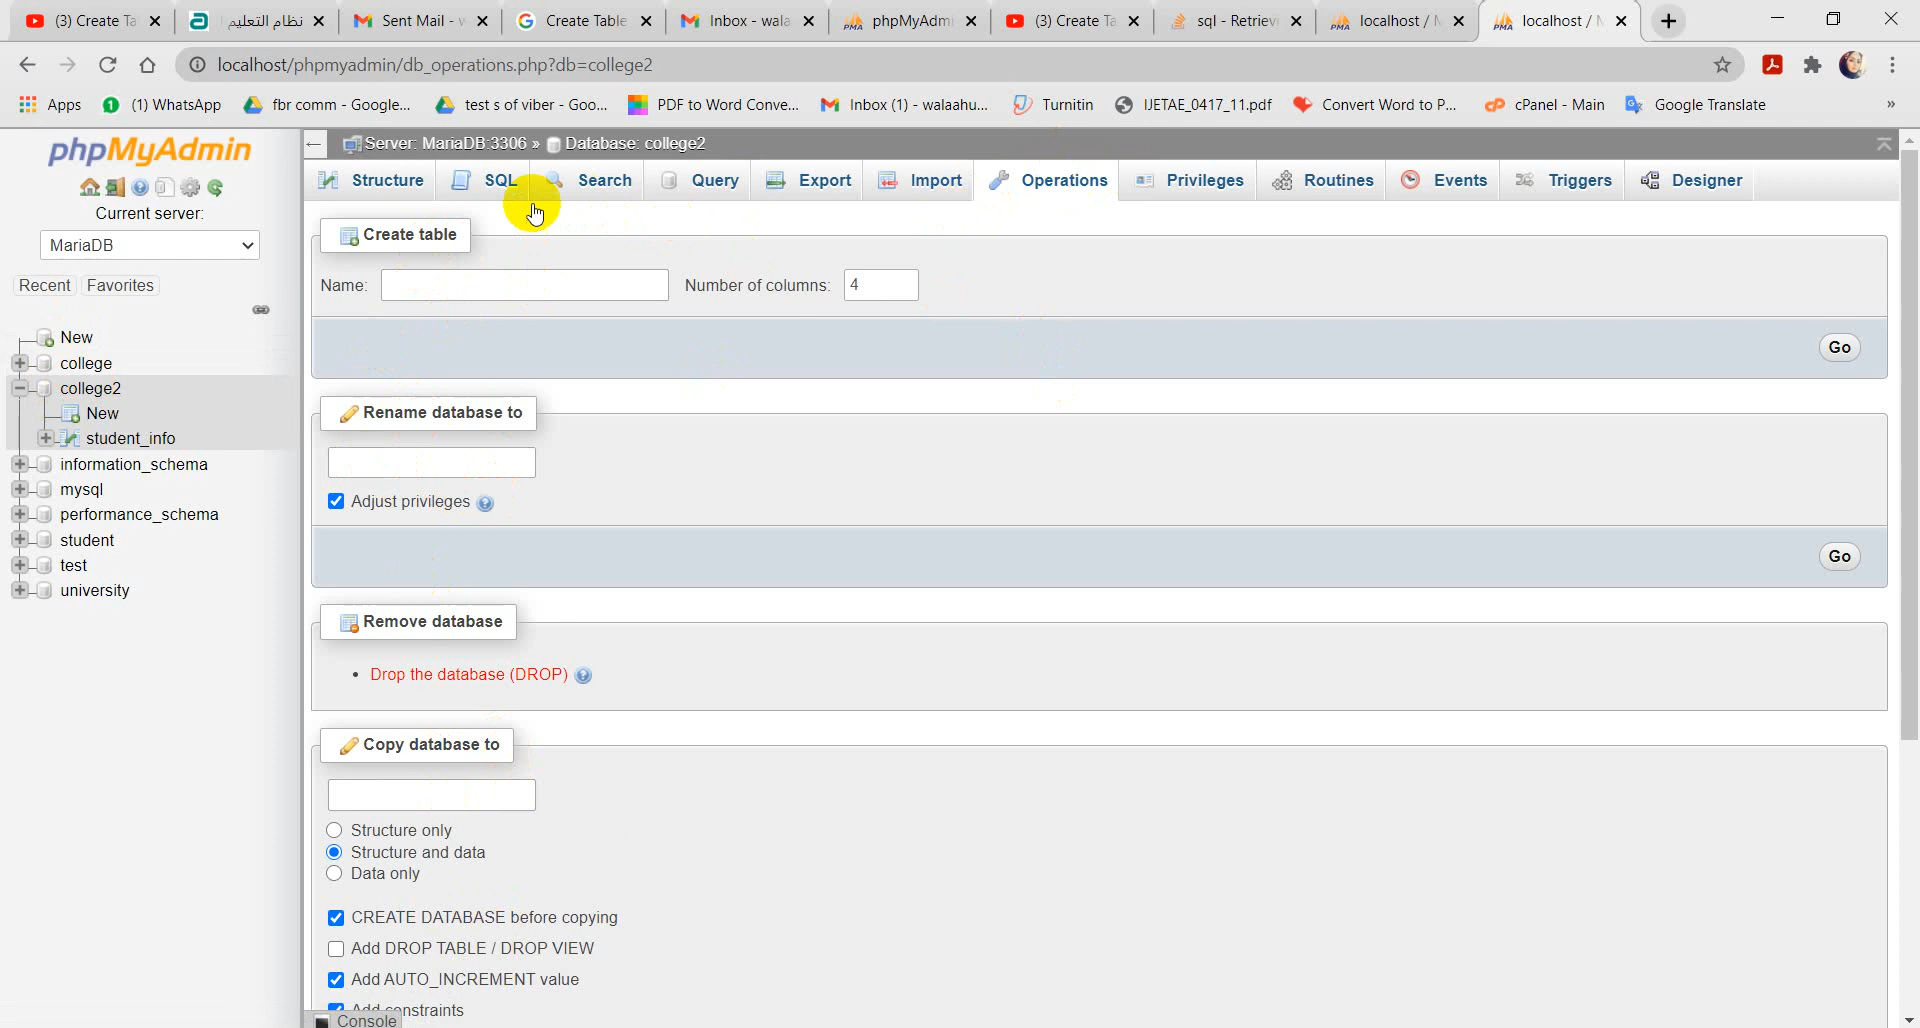 (3) Create Ta
نظام التعليم
Sent Mail - w
Create Table
Inbox - wala
phpMyAdmi
(3) Create Ta
sql - Retriev
localhost / M
localhost / M
localhost/phpmyadmin/db_operations.php?db=college2
Apps
(1) WhatsApp
fbr comm - Google...
test s of viber - Goo...
PDF to Word Conve...
Inbox (1) - walaahu...
Turnitin
IJETAE_0417_11.pdf
Convert Word to P...
cPanel - Main
Google Translate
»
phpMyAdmin
Current server:
MariaDB
Recent Favorites
New
college
college2
New
student_info
information_schema
mysql
performance_schema
student
test
university
Server: MariaDB:3306 » Database: college2
Structure SQL Search Query Export Import Operations Privileges Routines Events Triggers Designer
Create table
Name: Number of columns: 4
Go
Rename database to
Adjust privileges
Go
Remove database
• Drop the database (DROP)
Copy database to
Structure only
Structure and data
Data only
CREATE DATABASE before copying
Add DROP TABLE / DROP VIEW
Add AUTO_INCREMENT value
Add constraints
Console